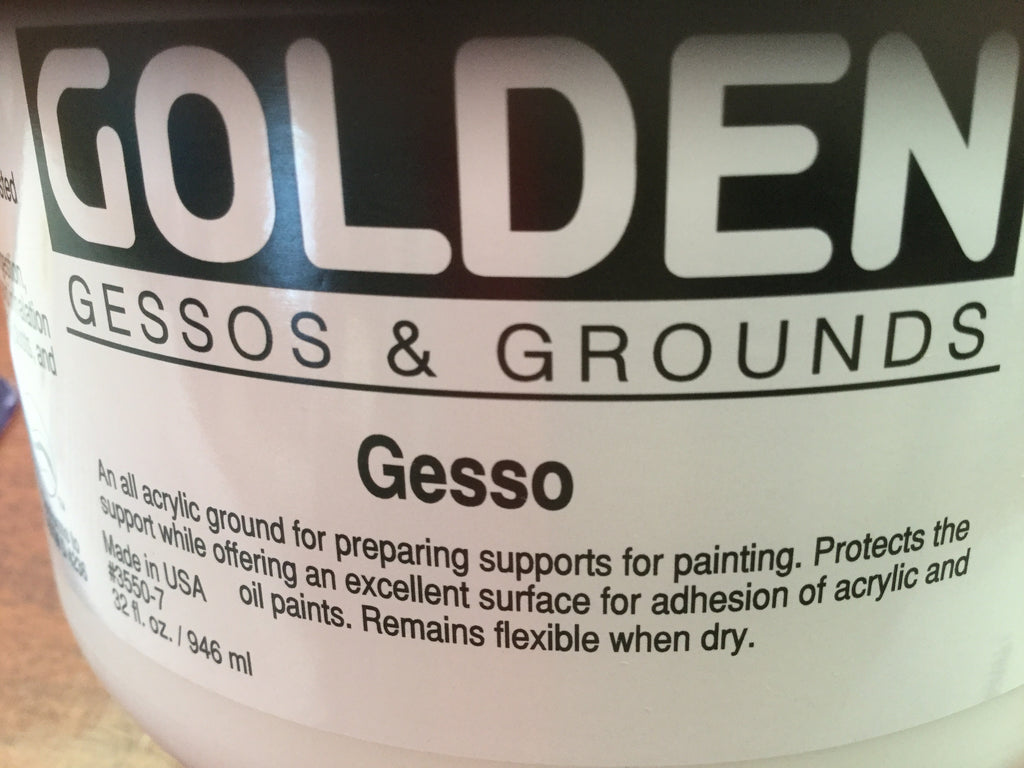 GOLDEN
GESSOS & GROUNDS
Gesso
An all acrylic ground for preparing supports for painting. Protects the
support while offering an excellent surface for adhesion of acrylic and
oil paints. Remains flexible when dry.
Made in USA
#3550-7
32 fl. oz. / 946 ml
and